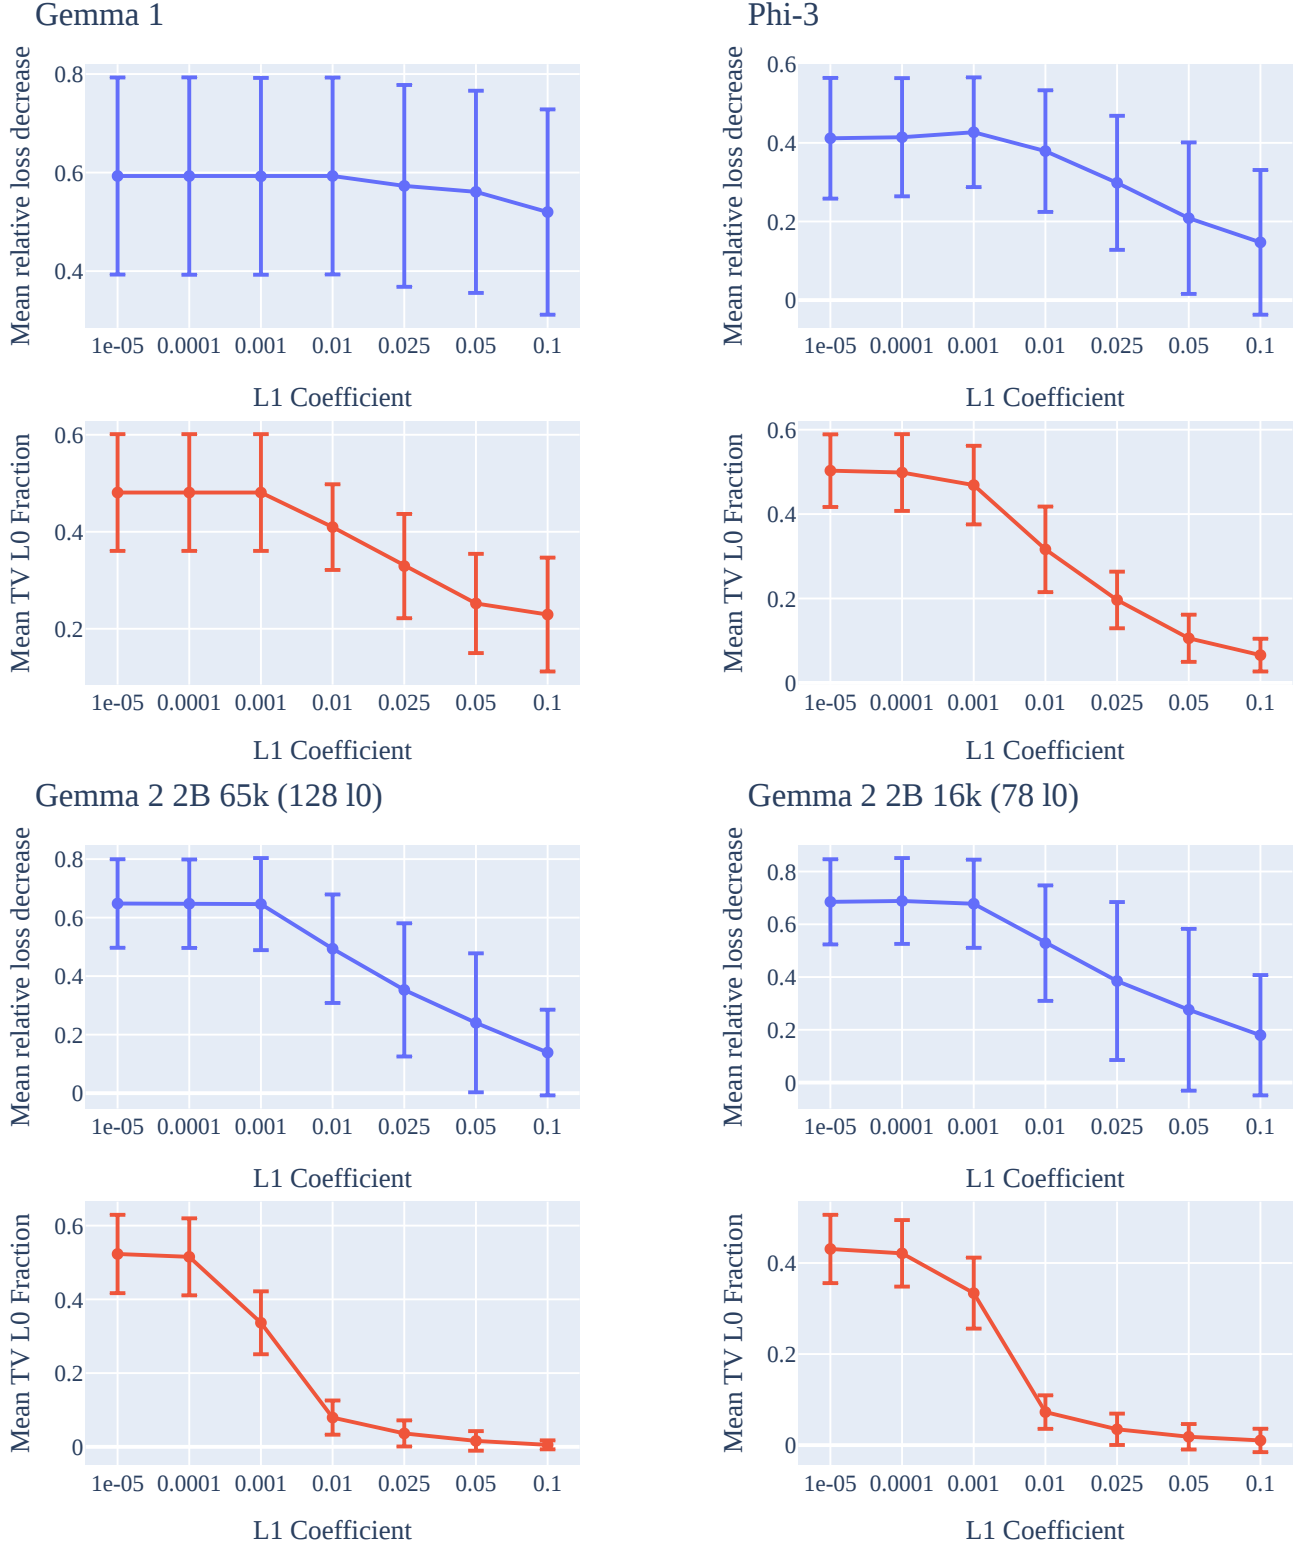 Gemma 1
Mean relative loss decrease
0.8
0.6
0.4
1e-05 0.0001 0.001 0.01 0.025 0.05 0.1
L1 Coefficient
Mean TV L0 Fraction
0.6
0.4
0.2
1e-05 0.0001 0.001 0.01 0.025 0.05 0.1
L1 Coefficient
Phi-3
Mean relative loss decrease
0.6
0.4
0.2
0
1e-05 0.0001 0.001 0.01 0.025 0.05 0.1
L1 Coefficient
Mean TV L0 Fraction
0.6
0.4
0.2
0
1e-05 0.0001 0.001 0.01 0.025 0.05 0.1
L1 Coefficient
Gemma 2 2B 65k (128 l0)
Mean relative loss decrease
0.8
0.6
0.4
0.2
0
1e-05 0.0001 0.001 0.01 0.025 0.05 0.1
L1 Coefficient
Mean TV L0 Fraction
0.6
0.4
0.2
0
1e-05 0.0001 0.001 0.01 0.025 0.05 0.1
L1 Coefficient
Gemma 2 2B 16k (78 l0)
Mean relative loss decrease
0.8
0.6
0.4
0.2
0
1e-05 0.0001 0.001 0.01 0.025 0.05 0.1
L1 Coefficient
Mean TV L0 Fraction
0.4
0.2
0
1e-05 0.0001 0.001 0.01 0.025 0.05 0.1
L1 Coefficient